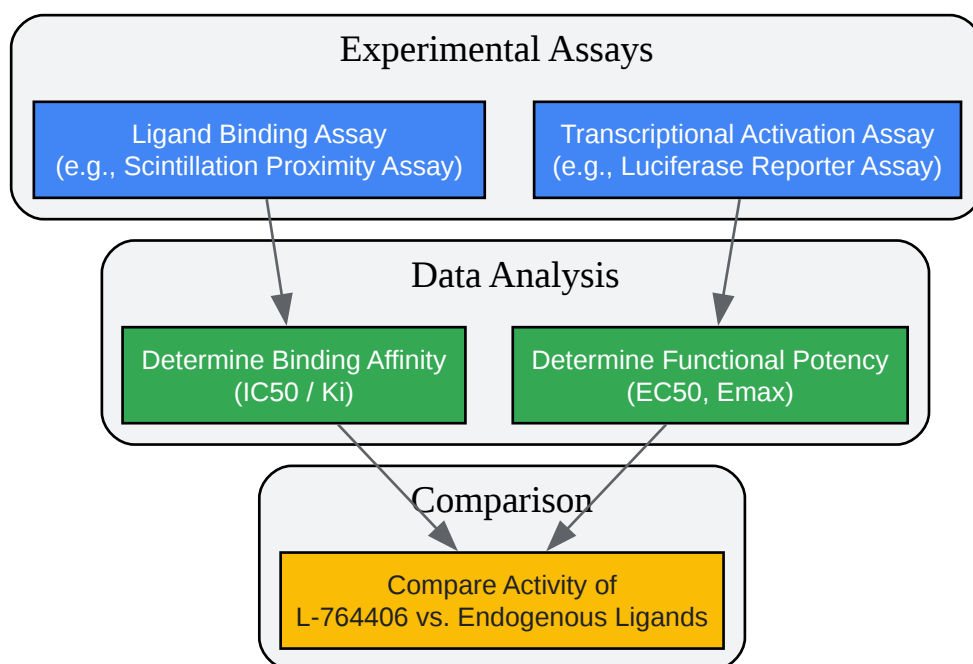 Experimental Assays
Ligand Binding Assay
(e.g., Scintillation Proximity Assay)
Transcriptional Activation Assay
(e.g., Luciferase Reporter Assay)
Data Analysis
Determine Binding Affinity
(IC50 / Ki)
Determine Functional Potency
(EC50, Emax)
Comparison
Compare Activity of
L-764406 vs. Endogenous Ligands